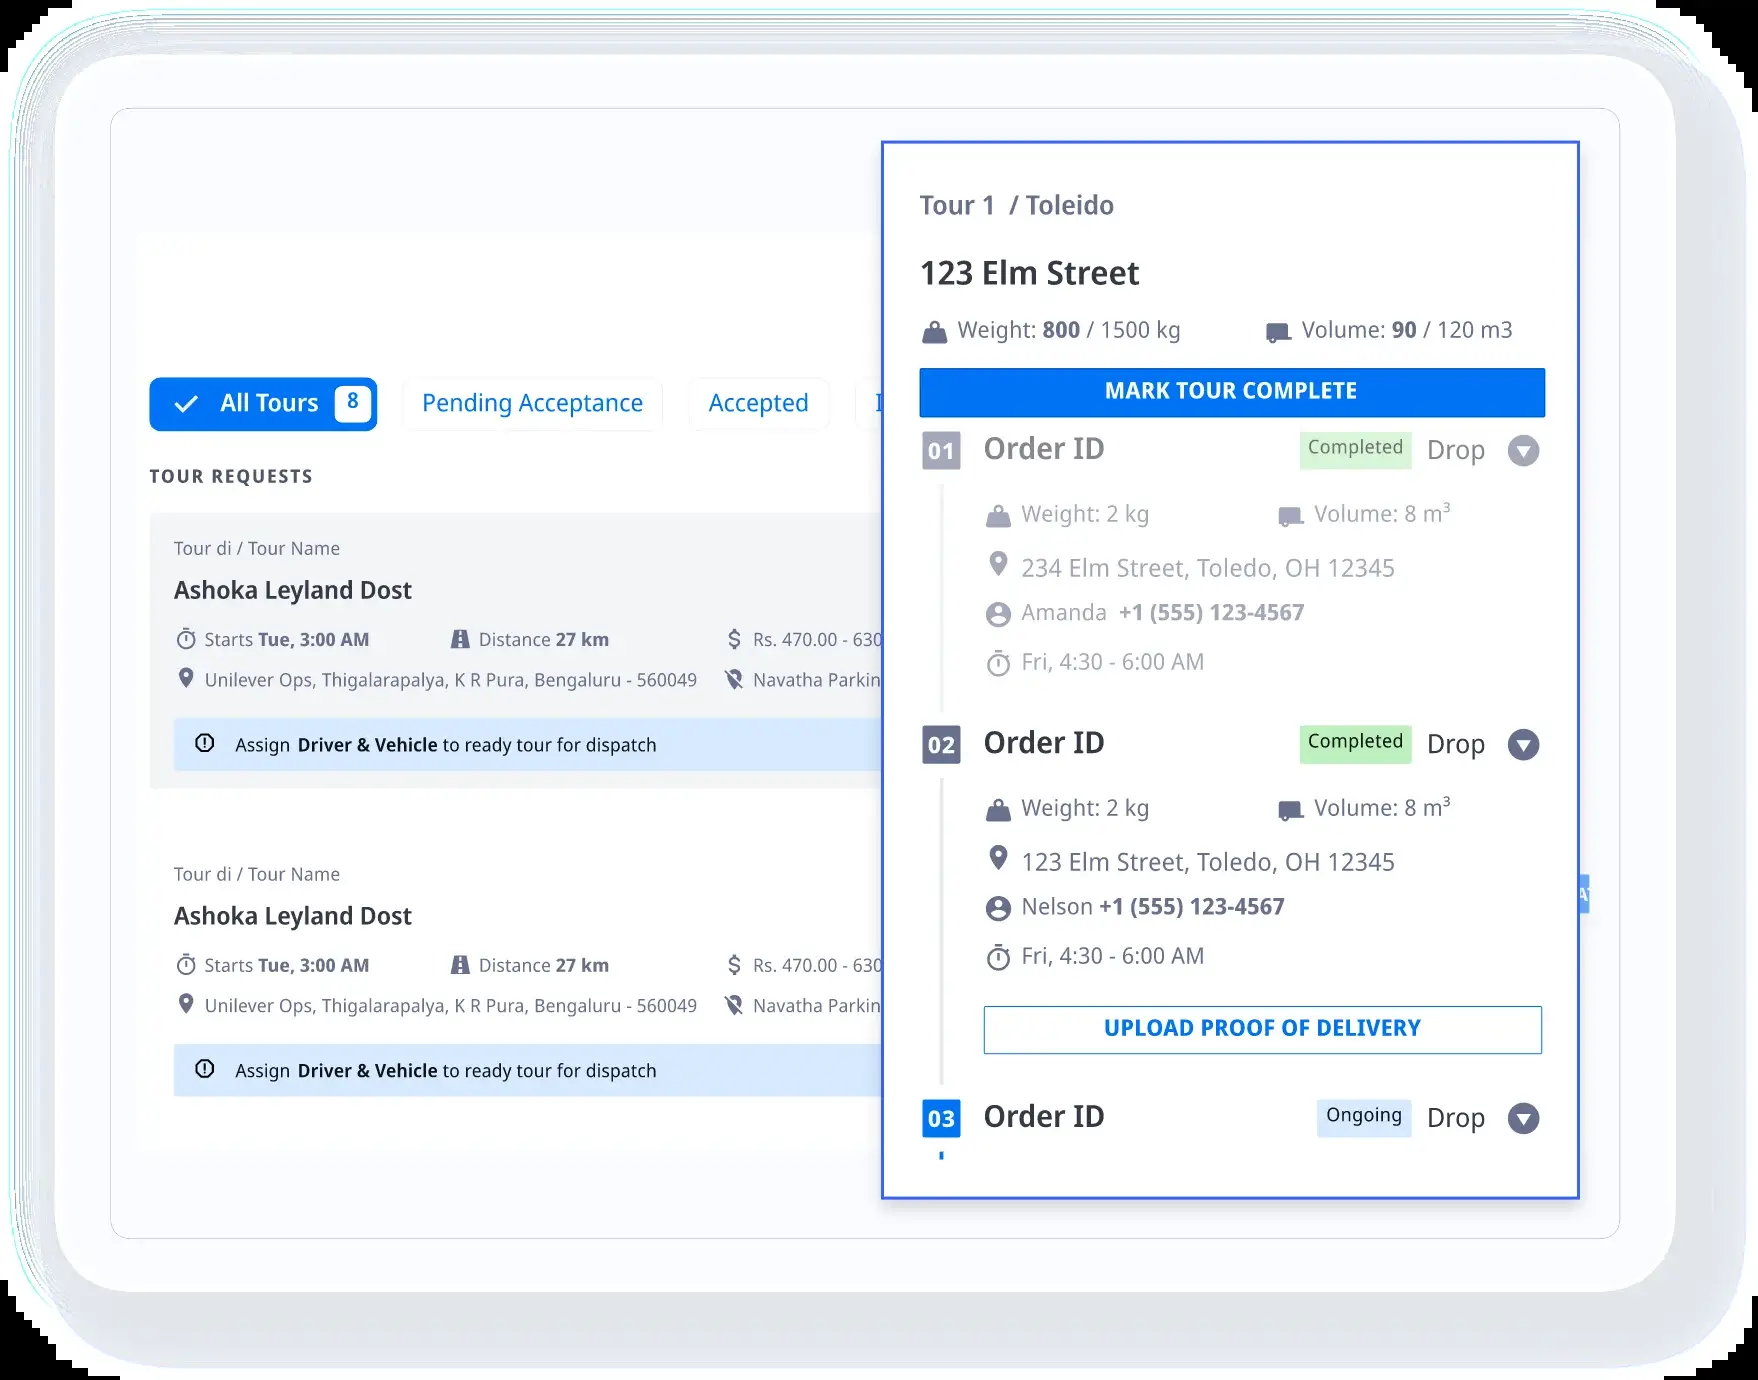 All Tours 8
Pending Acceptance
Accepted
TOUR REQUESTS
Tour di / Tour Name
Ashoka Leyland Dost
Starts Tue, 3:00 AM Distance 27 km Rs. 470.00 - 630
Unilever Ops, Thigalarapalya, K R Pura, Bengaluru - 560049 Navatha Parkin
Assign Driver & Vehicle to ready tour for dispatch
Tour di / Tour Name
Ashoka Leyland Dost
Starts Tue, 3:00 AM Distance 27 km Rs. 470.00 - 630
Unilever Ops, Thigalarapalya, K R Pura, Bengaluru - 560049 Navatha Parkin
Assign Driver & Vehicle to ready tour for dispatch
Tour 1 / Toleido
123 Elm Street
Weight: 800 / 1500 kg Volume: 90 / 120 m3
MARK TOUR COMPLETE
01 Order ID Completed Drop
Weight: 2 kg Volume: 8 m³
234 Elm Street, Toledo, OH 12345
Amanda +1 (555) 123-4567
Fri, 4:30 - 6:00 AM
02 Order ID Completed Drop
Weight: 2 kg Volume: 8 m³
123 Elm Street, Toledo, OH 12345
Nelson +1 (555) 123-4567
Fri, 4:30 - 6:00 AM
UPLOAD PROOF OF DELIVERY
03 Order ID Ongoing Drop